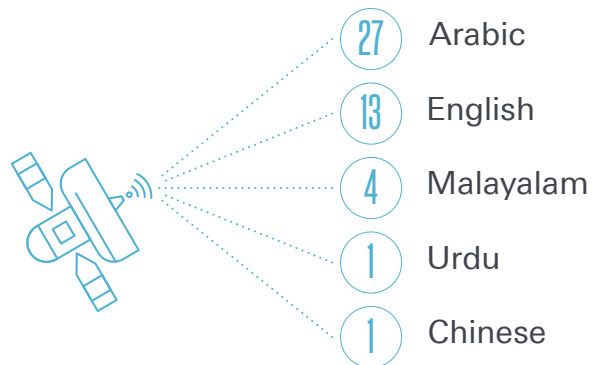 27 Arabic
13 English
4 Malayalam
1 Urdu
1 Chinese